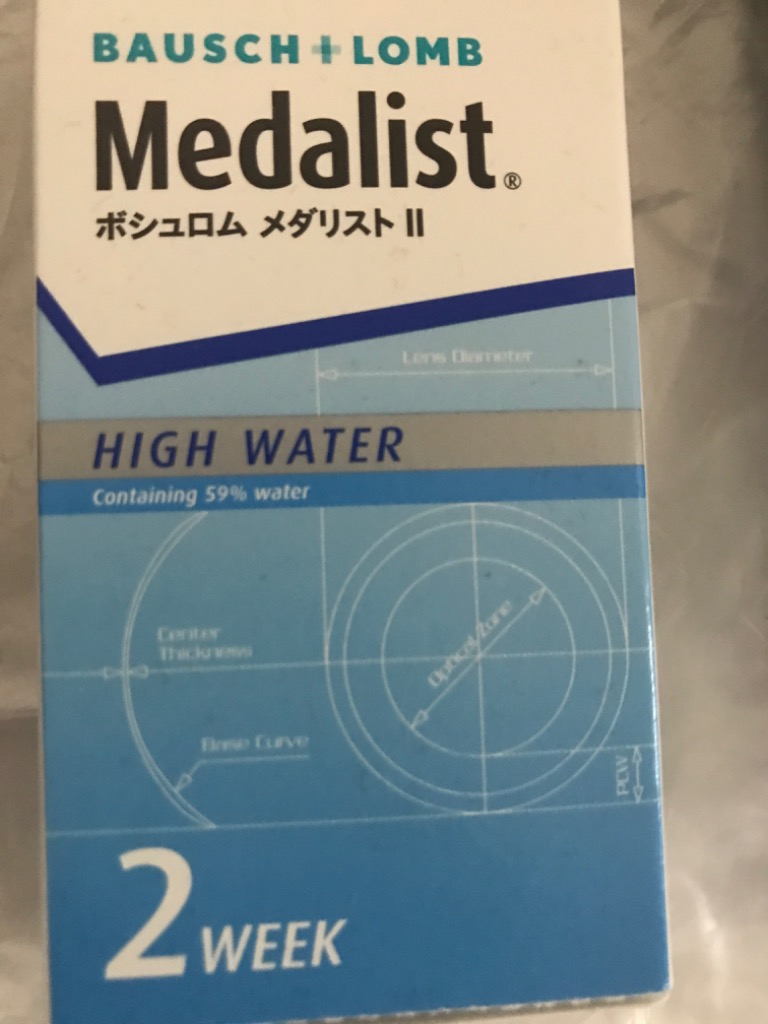 BAUSCH+LOMB
Medalist®
ボシュロム メダリスト II
Lens Diameter
HIGH WATER
Containing 59% water
Center
Thickness
Optical Zone
Base Curve
PCW
2 WEEK